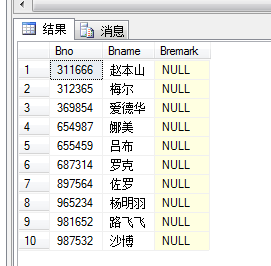 结果 消息
Bno Bname Bremark
1 311666 赵本山 NULL
2 312365 梅尔 NULL
3 369854 爱德华 NULL
4 654987 娜美 NULL
5 655459 吕布 NULL
6 687314 罗克 NULL
7 897564 佐罗 NULL
8 965234 杨明羽 NULL
9 981652 路飞飞 NULL
10 987532 沙博 NULL